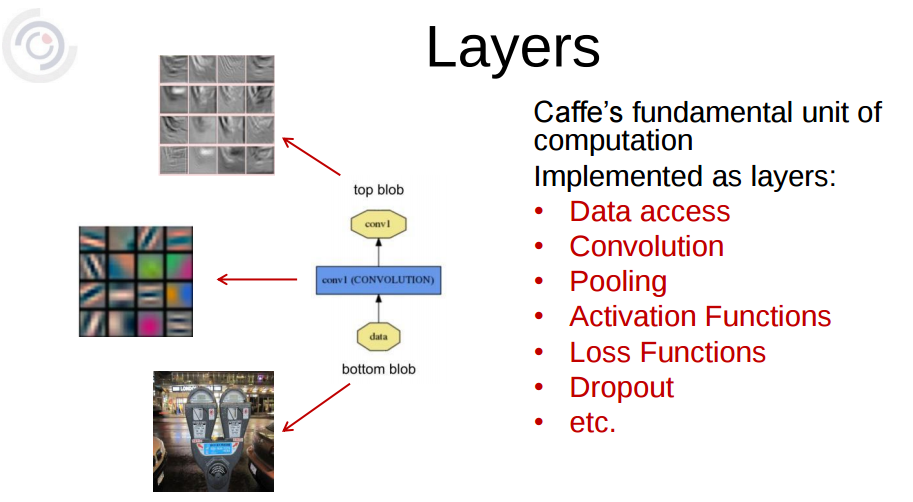 Layers
Caffe's fundamental unit of
computation
Implemented as layers:
• Data access
• Convolution
• Pooling
• Activation Functions
• Loss Functions
• Dropout
• etc.
top blob
conv1
conv1 (CONVOLUTION)
data
bottom blob